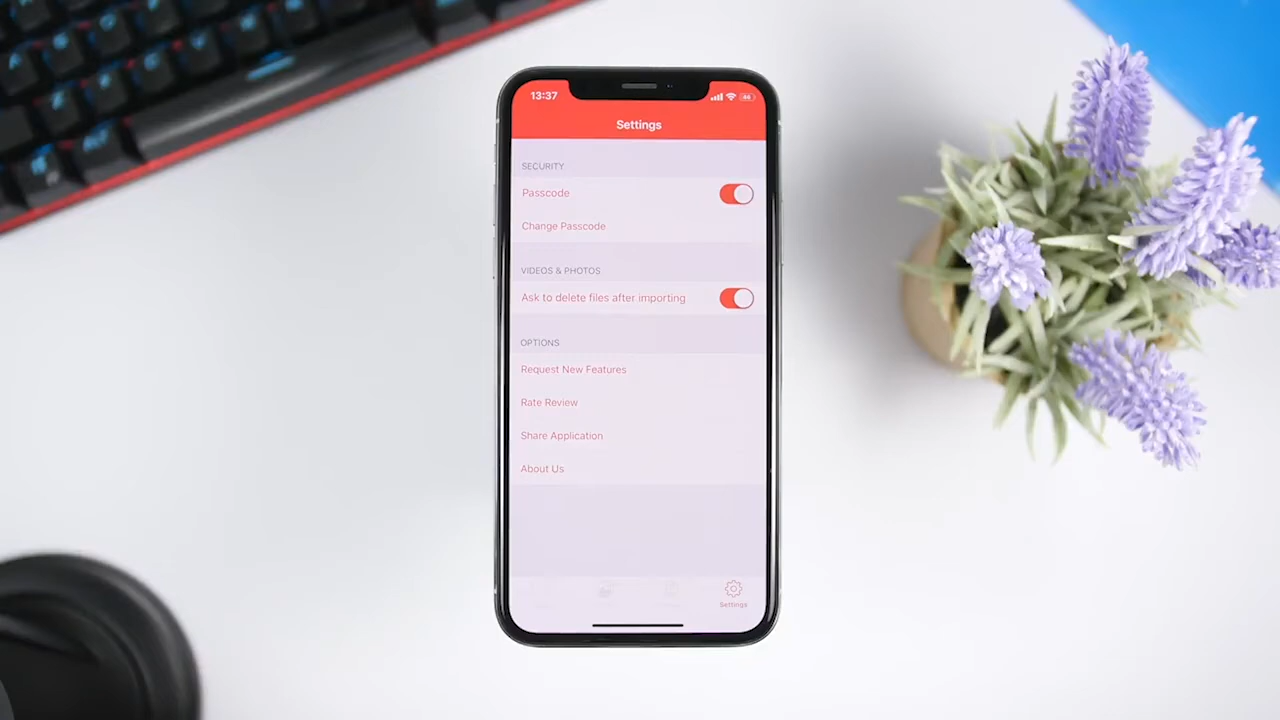 13:37
46
Settings
SECURITY
Passcode
Change Passcode
VIDEOS & PHOTOS
Ask to delete files after importing
OPTIONS
Request New Features
Rate Review
Share Application
About Us
Settings